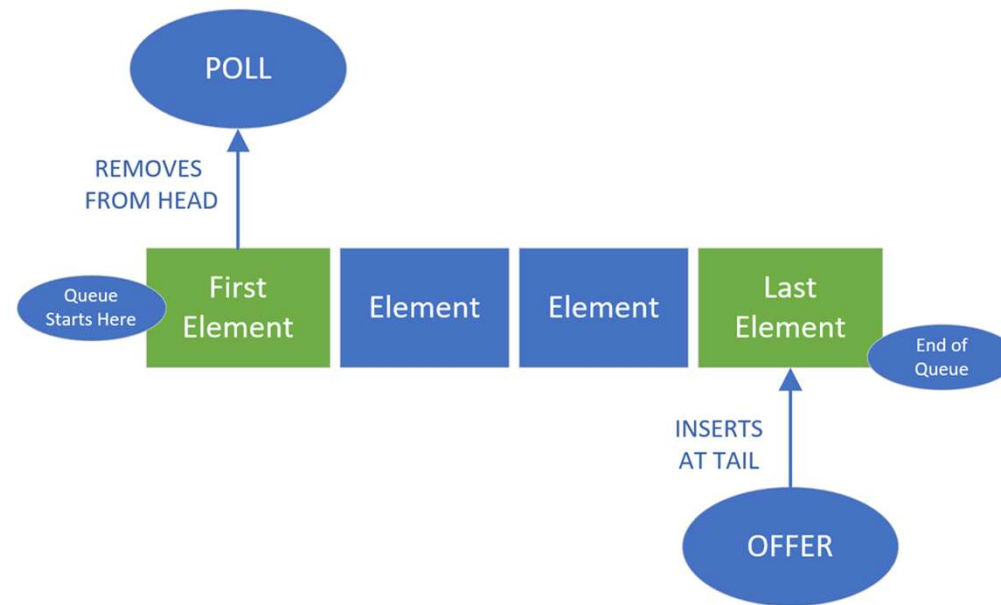 POLL
REMOVES
FROM HEAD
Queue
Starts Here
First
Element
Element
Element
Last
Element
End of
Queue
INSERTS
AT TAIL
OFFER